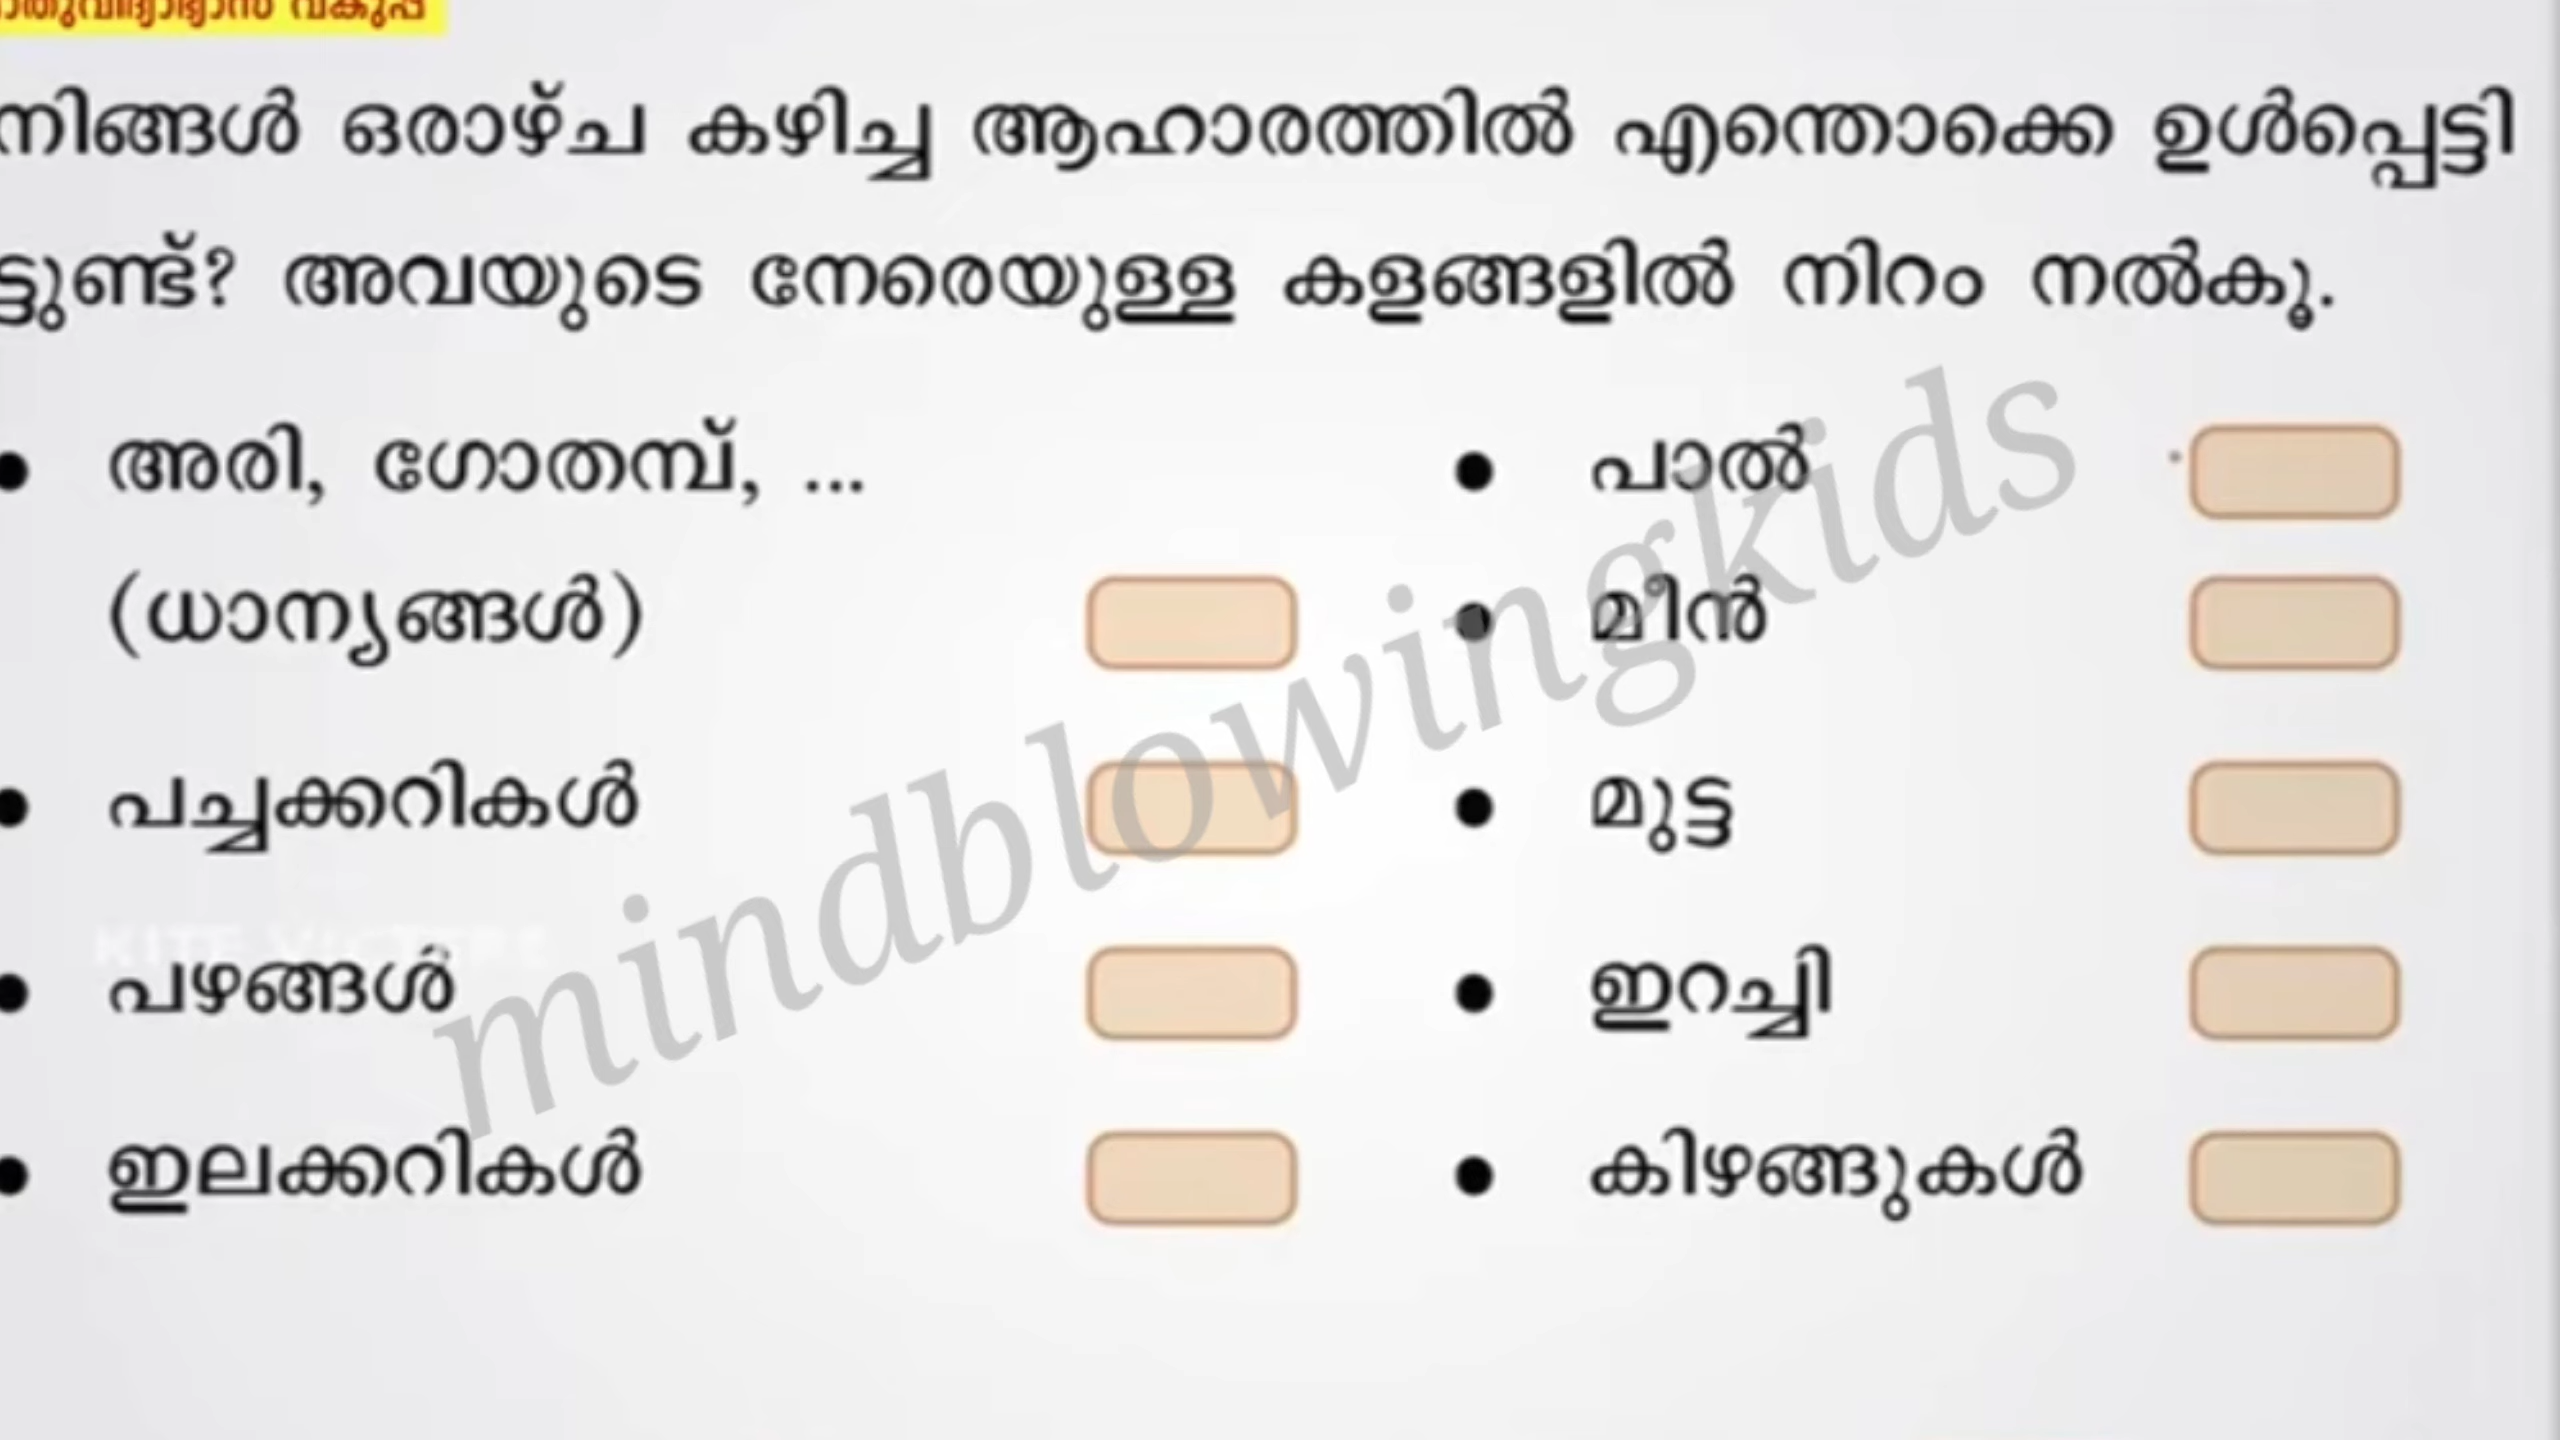 നിങ്ങൾ ഒരാഴ്ച കഴിച്ച ആഹാരത്തിൽ എന്തൊക്കെ ഉൾപ്പെട്ടി
ട്ടുണ്ട്? അവയുടെ നേരെയുള്ള കളങ്ങളിൽ നിറം നൽകൂ.
• അരി, ഗോതമ്പ്, ...
(ധാന്യങ്ങൾ)
• പച്ചക്കറികൾ
• പഴങ്ങൾ
• ഇലക്കറികൾ
• പാൽ
• മീൻ
• മുട്ട
• ഇറച്ചി
• കിഴങ്ങുകൾ
mindblowingkids